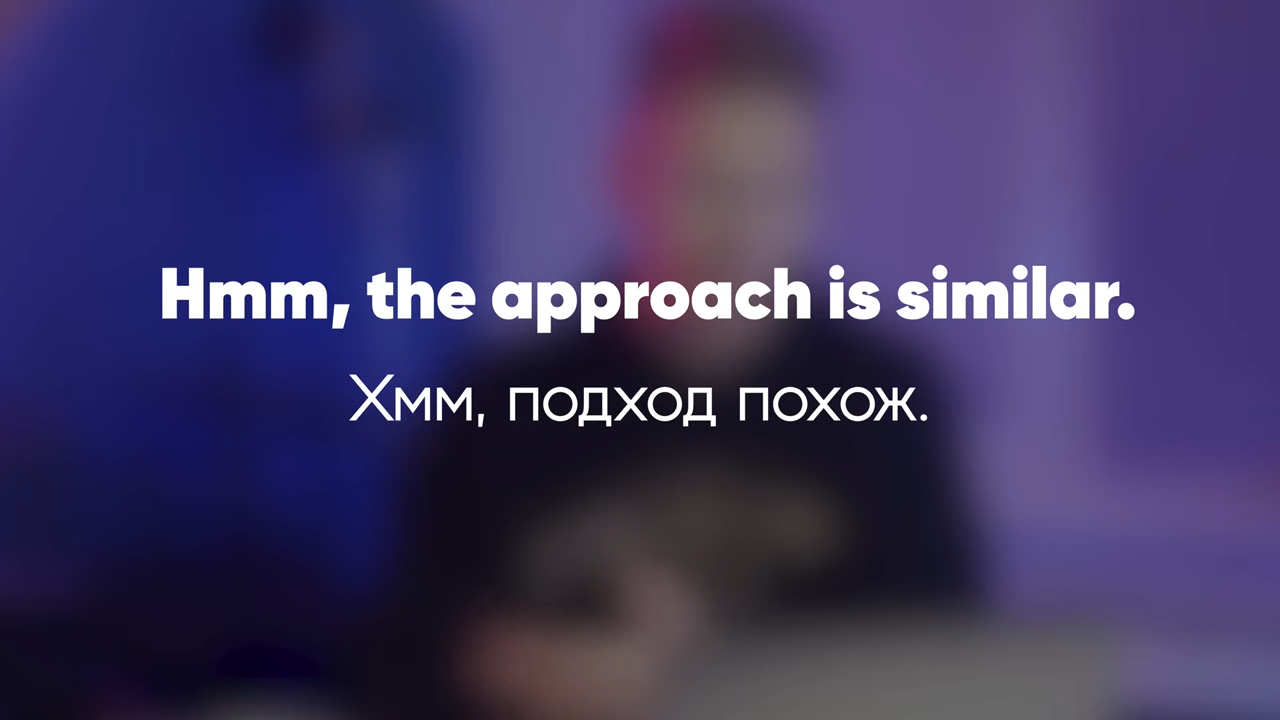 Hmm, the approach is similar.
Хмм, подход похож.